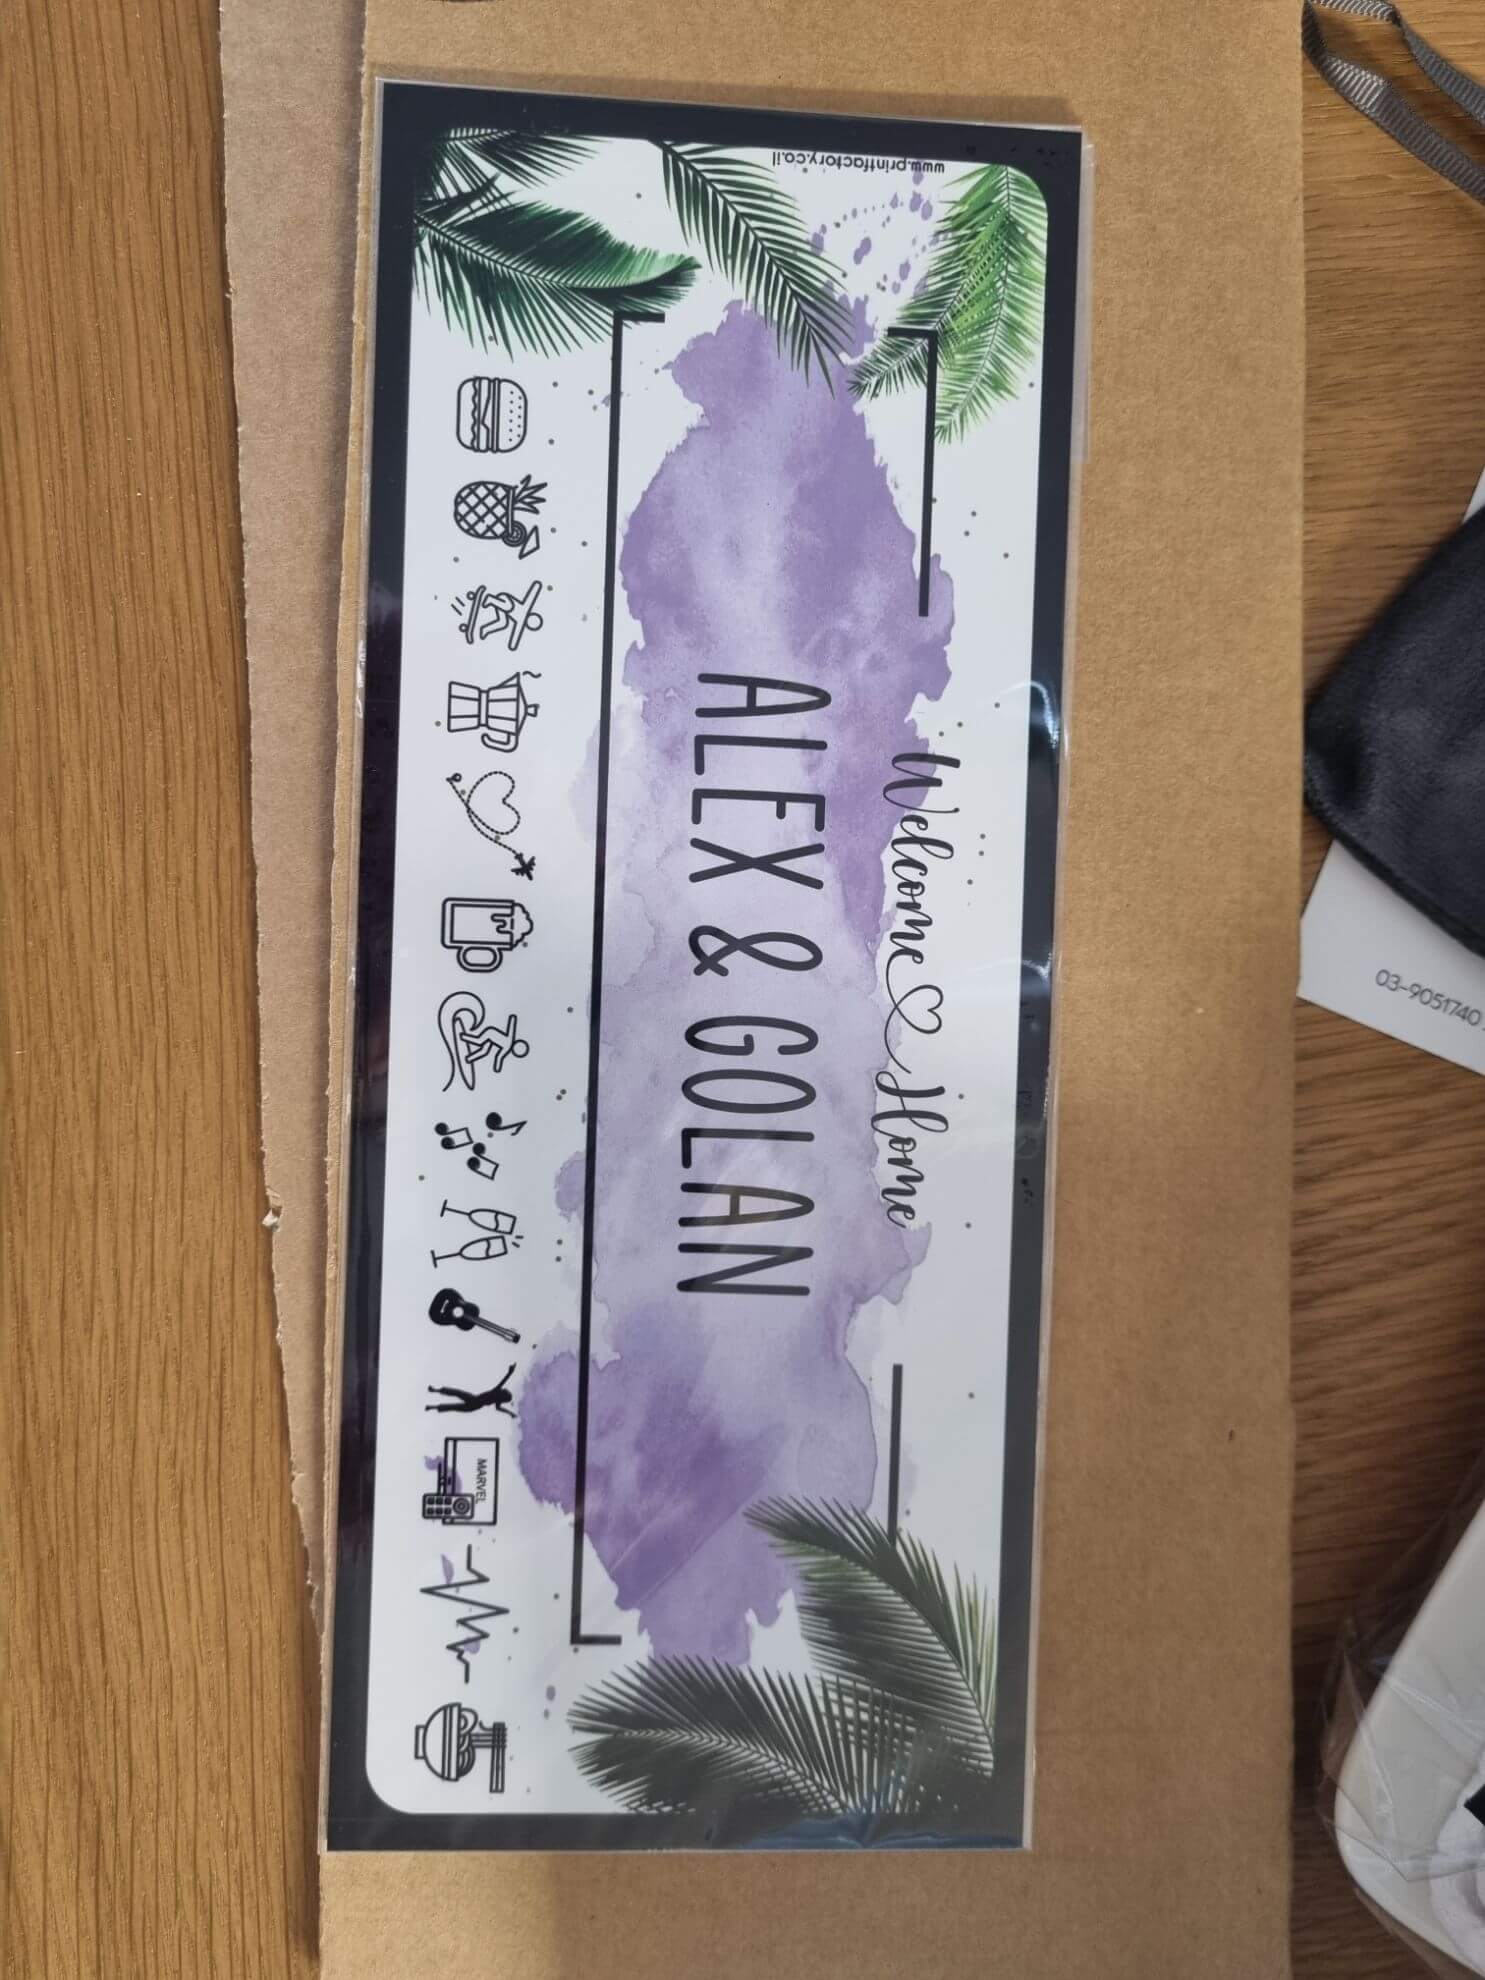 Welcome Home
ALEX & GOLAN
MARVEL
www.printfactory.co.il
03-9051740